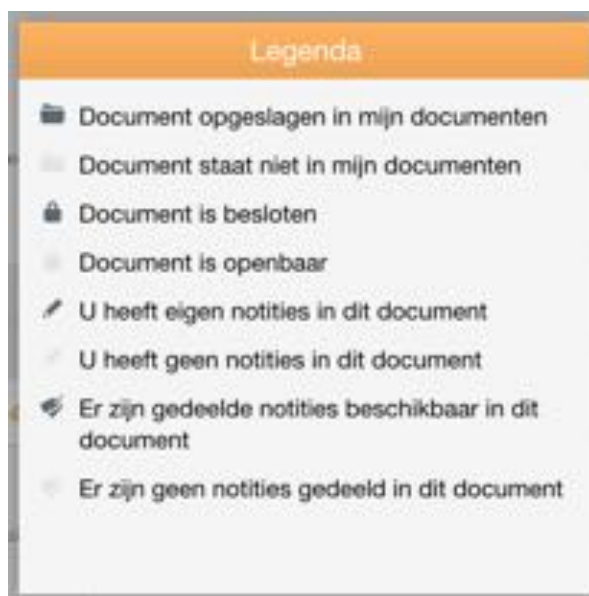 Legenda
Document opgeslagen in mijn documenten
Document staat niet in mijn documenten
Document is besloten
Document is openbaar
U heeft eigen notities in dit document
U heeft geen notities in dit document
Er zijn gedeelde notities beschikbaar in dit
document
Er zijn geen notities gedeeld in dit document